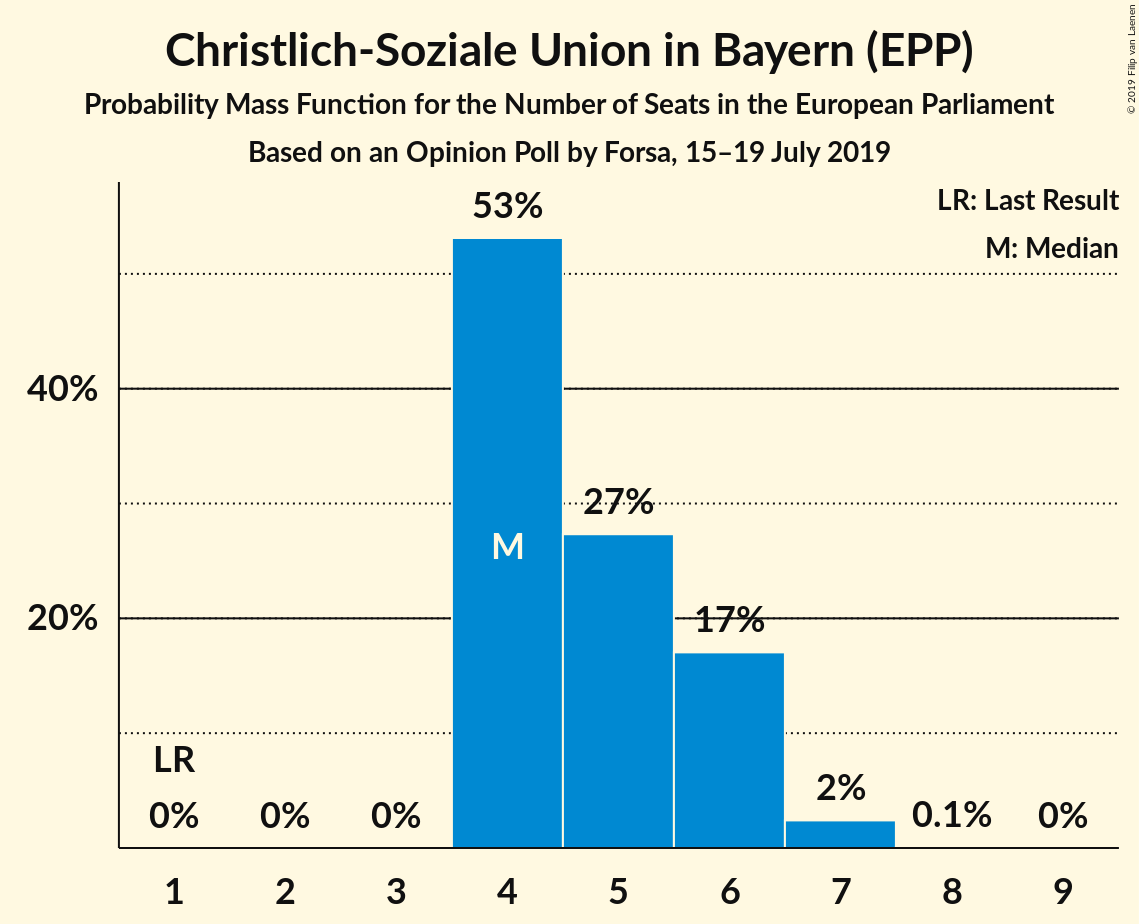 Christlich-Soziale Union in Bayern (EPP)
Probability Mass Function for the Number of Seats in the European Parliament
Based on an Opinion Poll by Forsa, 15–19 July 2019
© 2019 Filip van Laenen
LR: Last Result
M: Median
53%
40%
27%
M
20%
17%
LR
2%
0% 0% 0% 0.1% 0%
1 2 3 4 5 6 7 8 9